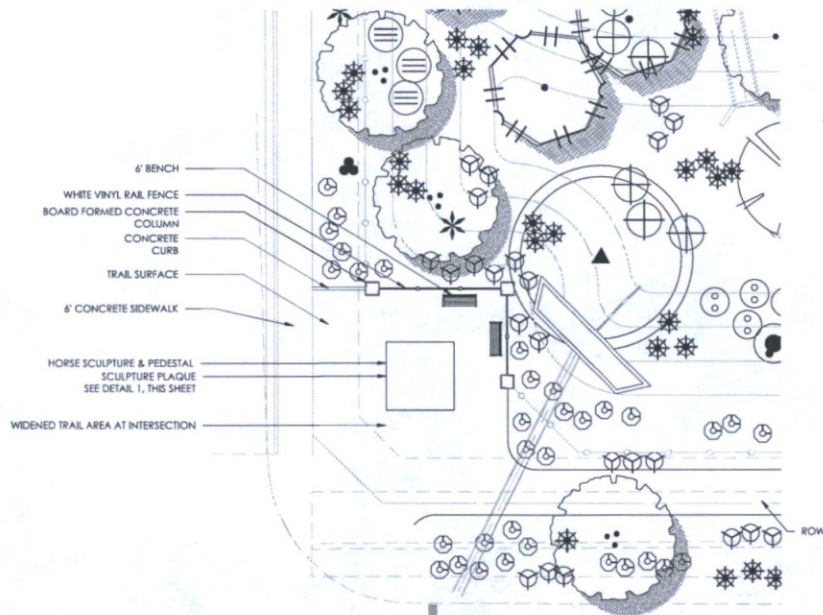 6' BENCH
WHITE VINYL RAIL FENCE
BOARD FORMED CONCRETE
COLUMN
CONCRETE
CURB
TRAIL SURFACE
6' CONCRETE SIDEWALK
HORSE SCULPTURE & PEDESTAL
SCULPTURE PLAQUE
SEE DETAIL 1, THIS SHEET
WIDENED TRAIL AREA AT INTERSECTION
ROW